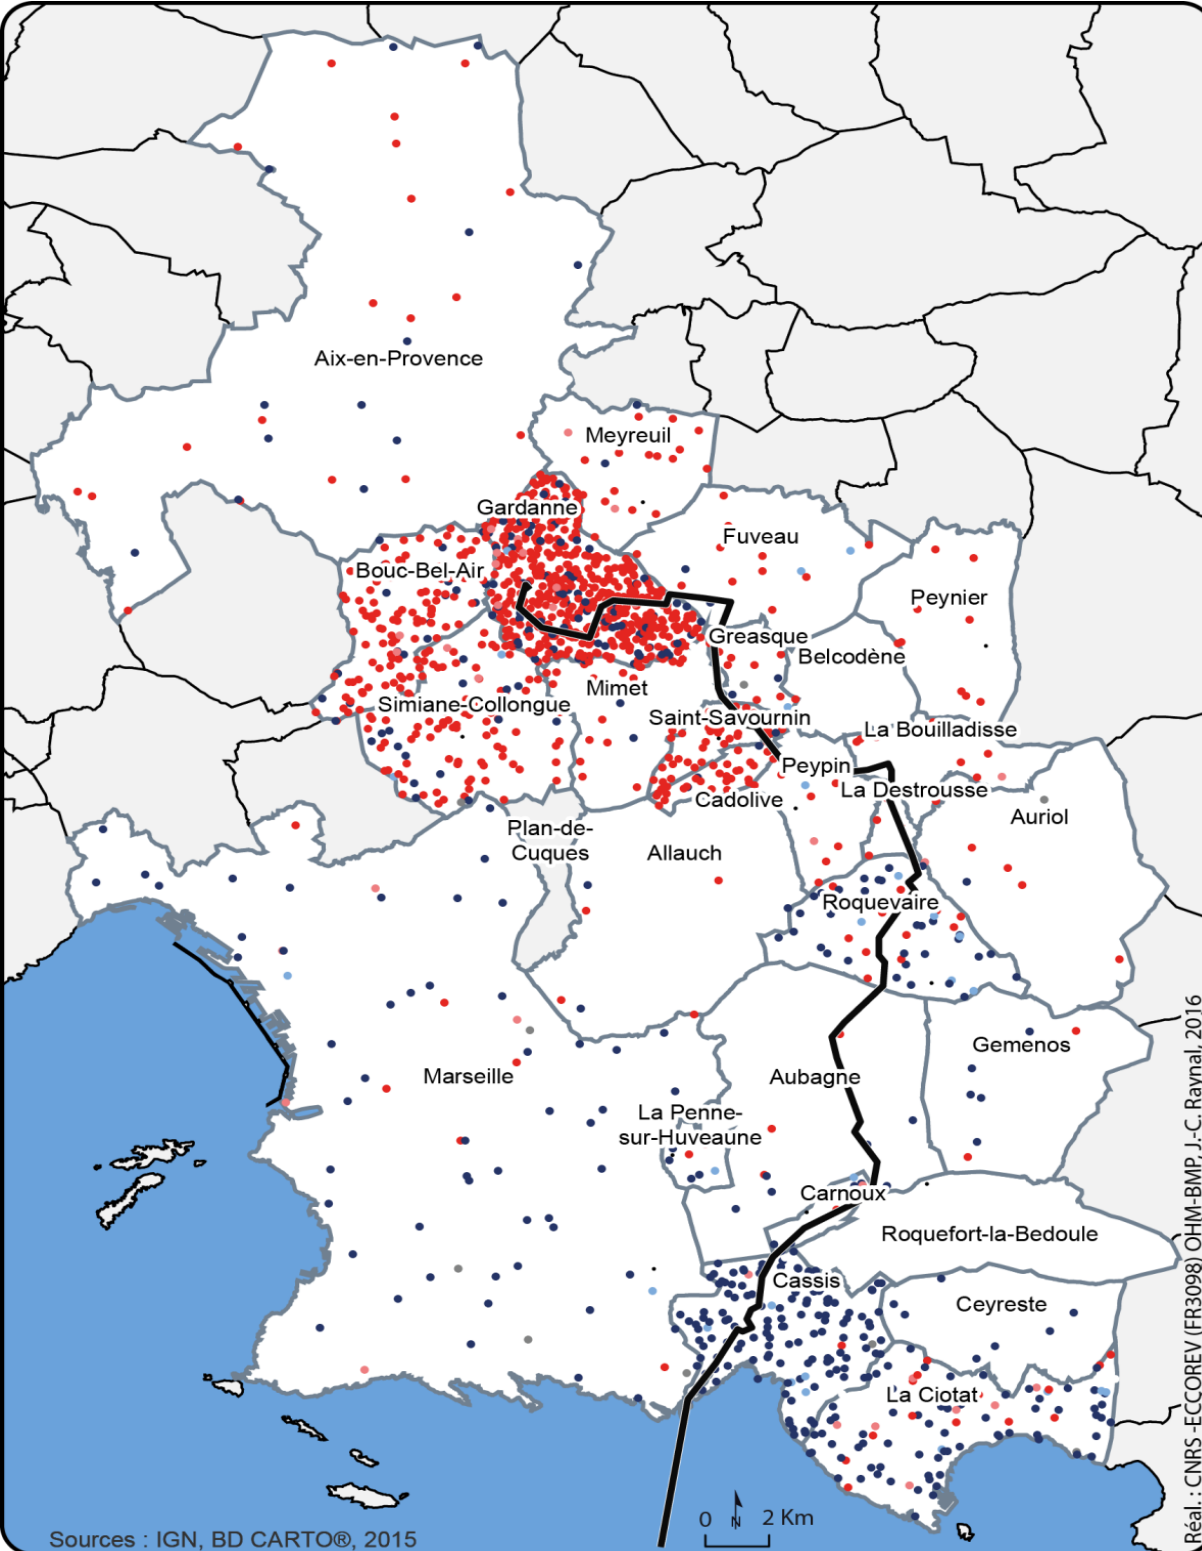 Aix-en-Provence
Meyreuil
Gardanne
Fuveau
Bouc-Bel-Air
Peynier
Greasque
Belcodène
Mimet
Simiane-Collongue
Saint-Savournin
La Bouilladisse
Peypin
La Destrousse
Cadolive
Auriol
Plan-de-
Cuques
Allauch
Roquevaire
Gemenos
Marseille
Aubagne
La Penne-
sur-Huveaune
Carnoux
Roquefort-la-Bedoule
Cassis
Ceyreste
La Ciotat
0 N 2 Km
Sources : IGN, BD CARTO®, 2015
Réal. : CNRS -ECCOREV (FR3098) OHM-BMP, J.-C. Raynal, 2016